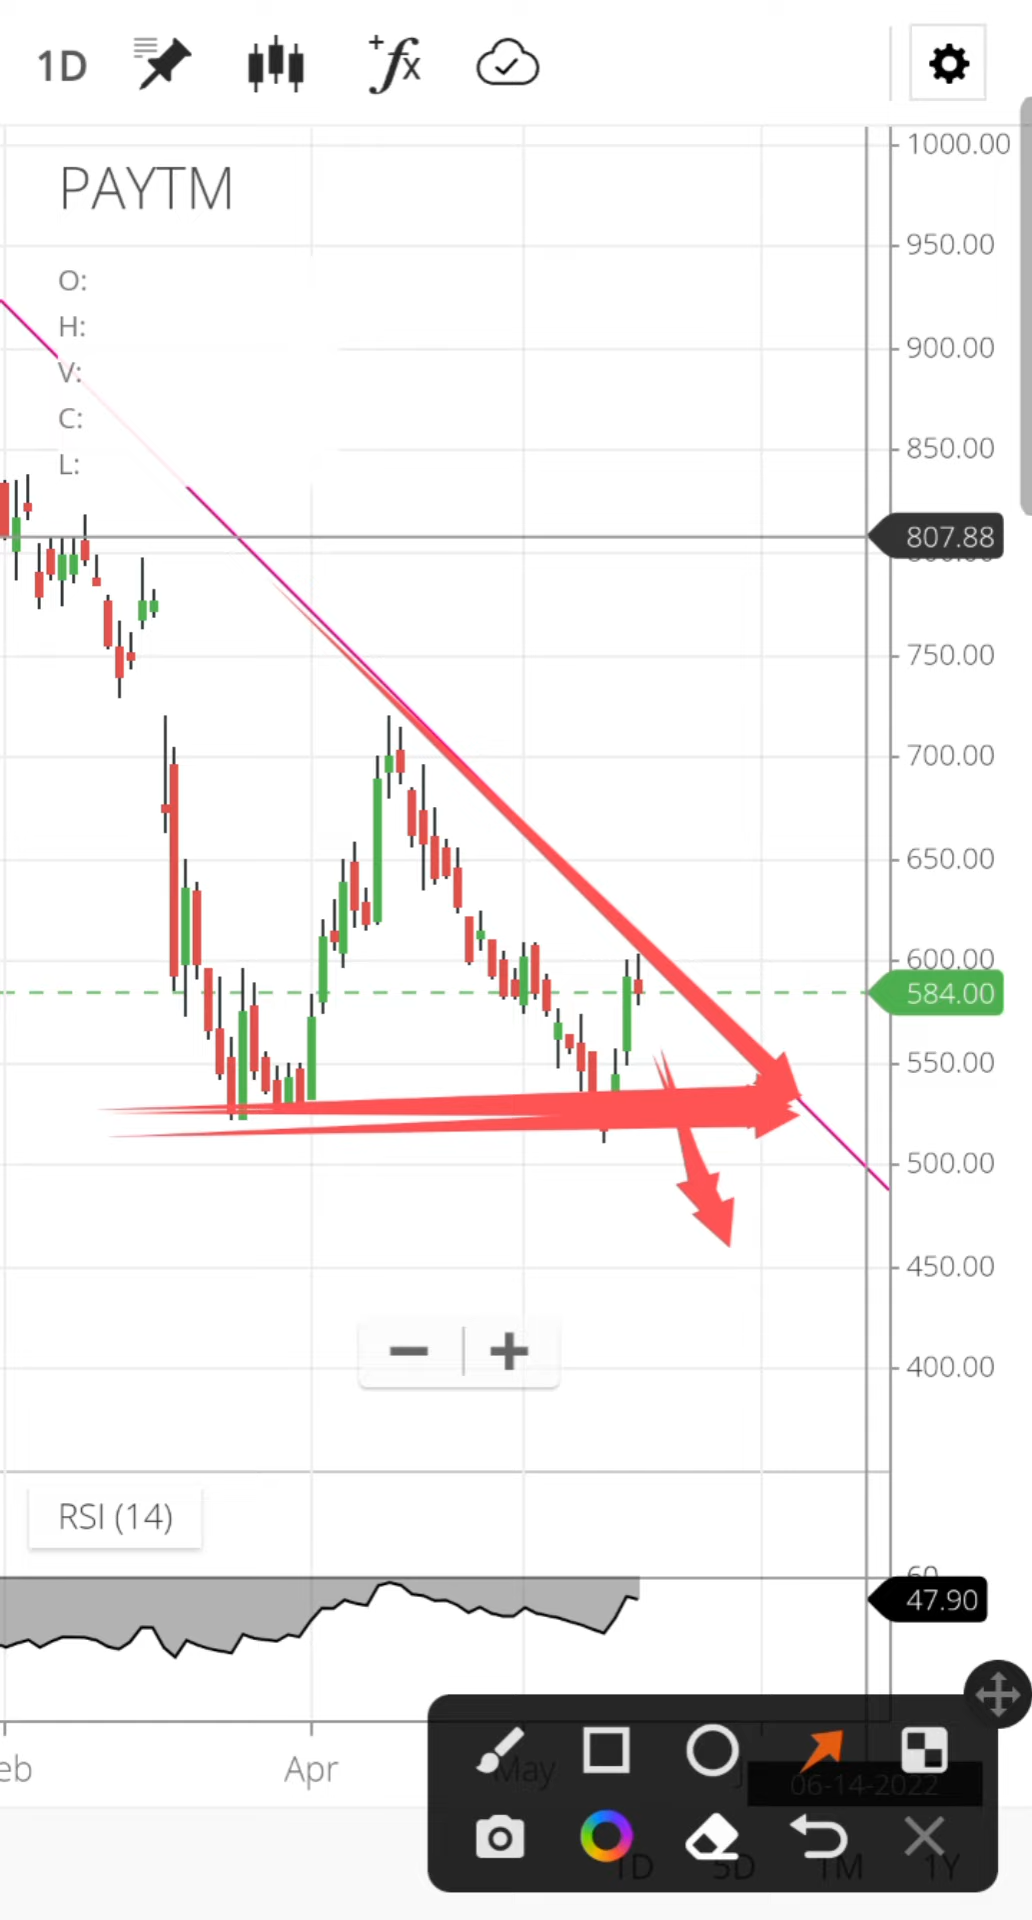 1D
+fx
1000.00
PAYTM
950.00
O:
H:
900.00
V:
C:
850.00
L:
807.88
750.00
700.00
650.00
600.00
584.00
550.00
500.00
450.00
400.00
RSI (14)
60
47.90
eb Apr May
06-14-2022
1D 5D 1M 1Y